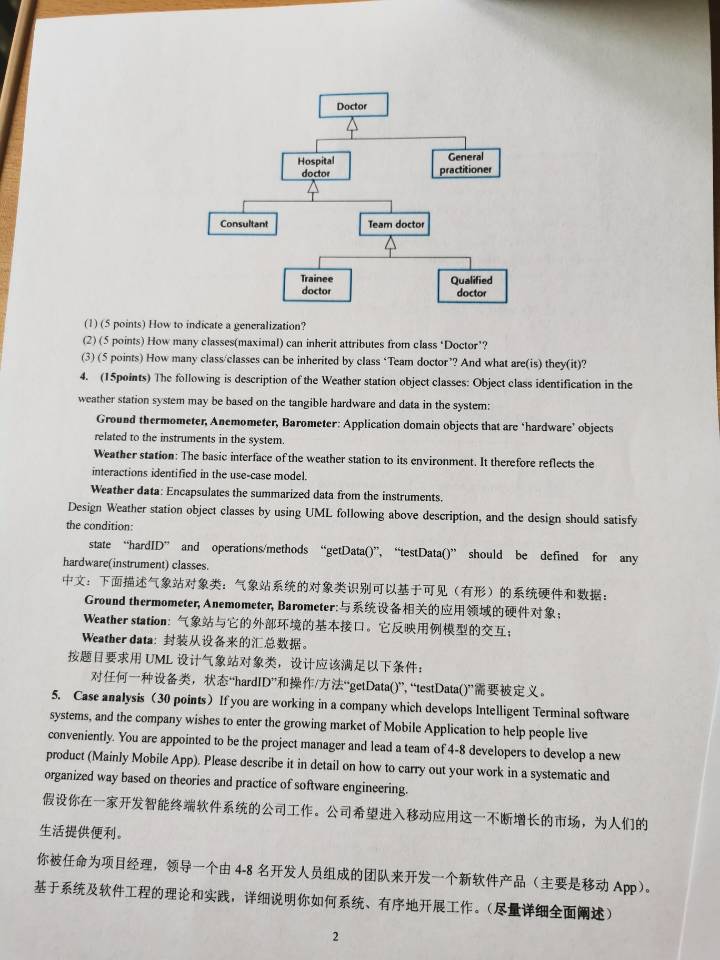 Doctor
Hospital
doctor
General
practitioner
Consultant
Team doctor
Trainee
doctor
Qualified
doctor
(1) (5 points) How to indicate a generalization?
(2) (5 points) How many classes(maximal) can inherit attributes from class ‘Doctor’?
(3) (5 points) How many class/classes can be inherited by class ‘Team doctor’? And what are(is) they(it)?
4. (15points) The following is description of the Weather station object classes: Object class identification in the
weather station system may be based on the tangible hardware and data in the system:
Ground thermometer, Anemometer, Barometer: Application domain objects that are ‘hardware’ objects
related to the instruments in the system.
Weather station: The basic interface of the weather station to its environment. It therefore reflects the
interactions identified in the use-case model.
Weather data: Encapsulates the summarized data from the instruments.
Design Weather station object classes by using UML following above description, and the design should satisfy
the condition:
state “hardID” and operations/methods “getData()”, “testData()” should be defined for any
hardware(instrument) classes.
中文：下面描述气象站对象类：气象站系统的对象类识别可以基于可见（有形）的系统硬件和数据：
Ground thermometer, Anemometer, Barometer:与系统设备相关的应用领域的硬件对象；
Weather station: 气象站与它的外部环境的基本接口。它反映用例模型的交互；
Weather data: 封装从设备来的汇总数据。
按题目要求用 UML 设计气象站对象类，设计应该满足以下条件：
对任何一种设备类，状态“hardID”和操作/方法“getData()”, “testData()”需要被定义。
5. Case analysis（30 points）If you are working in a company which develops Intelligent Terminal software
systems, and the company wishes to enter the growing market of Mobile Application to help people live
conveniently. You are appointed to be the project manager and lead a team of 4-8 developers to develop a new
product (Mainly Mobile App). Please describe it in detail on how to carry out your work in a systematic and
organized way based on theories and practice of software engineering.
假设你在一家开发智能终端软件系统的公司工作。公司希望进入移动应用这一不断增长的市场，为人们的
生活提供便利。
你被任命为项目经理，领导一个由 4-8 名开发人员组成的团队来开发一个新软件产品（主要是移动 App）。
基于系统及软件工程的理论和实践，详细说明你如何系统、有序地开展工作。（尽量详细全面阐述）
2